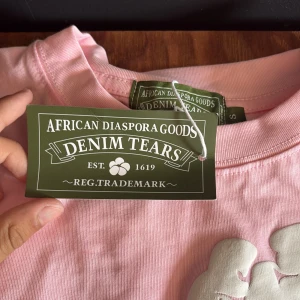 AFRICAN DIASPORA GOODS
DENIM TEARS
S
AFRICAN DIASPORA GOODS
DENIM TEARS
EST. 1619
~REG.TRADEMARK~